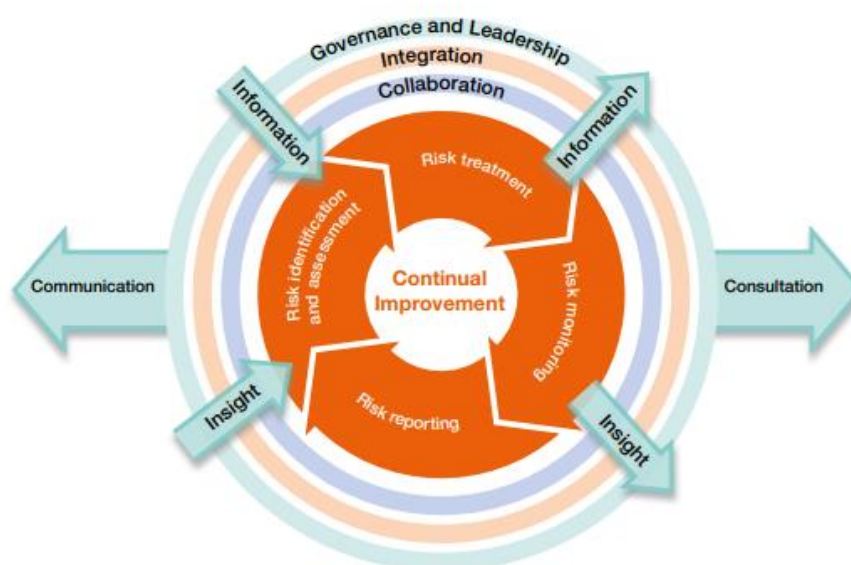 Governance and Leadership
Integration
Collaboration
Information
Information
Risk treatment
Risk identification
and assessment
Continual
Improvement
Risk monitoring
Communication
Consultation
Insight
Risk reporting
Insight